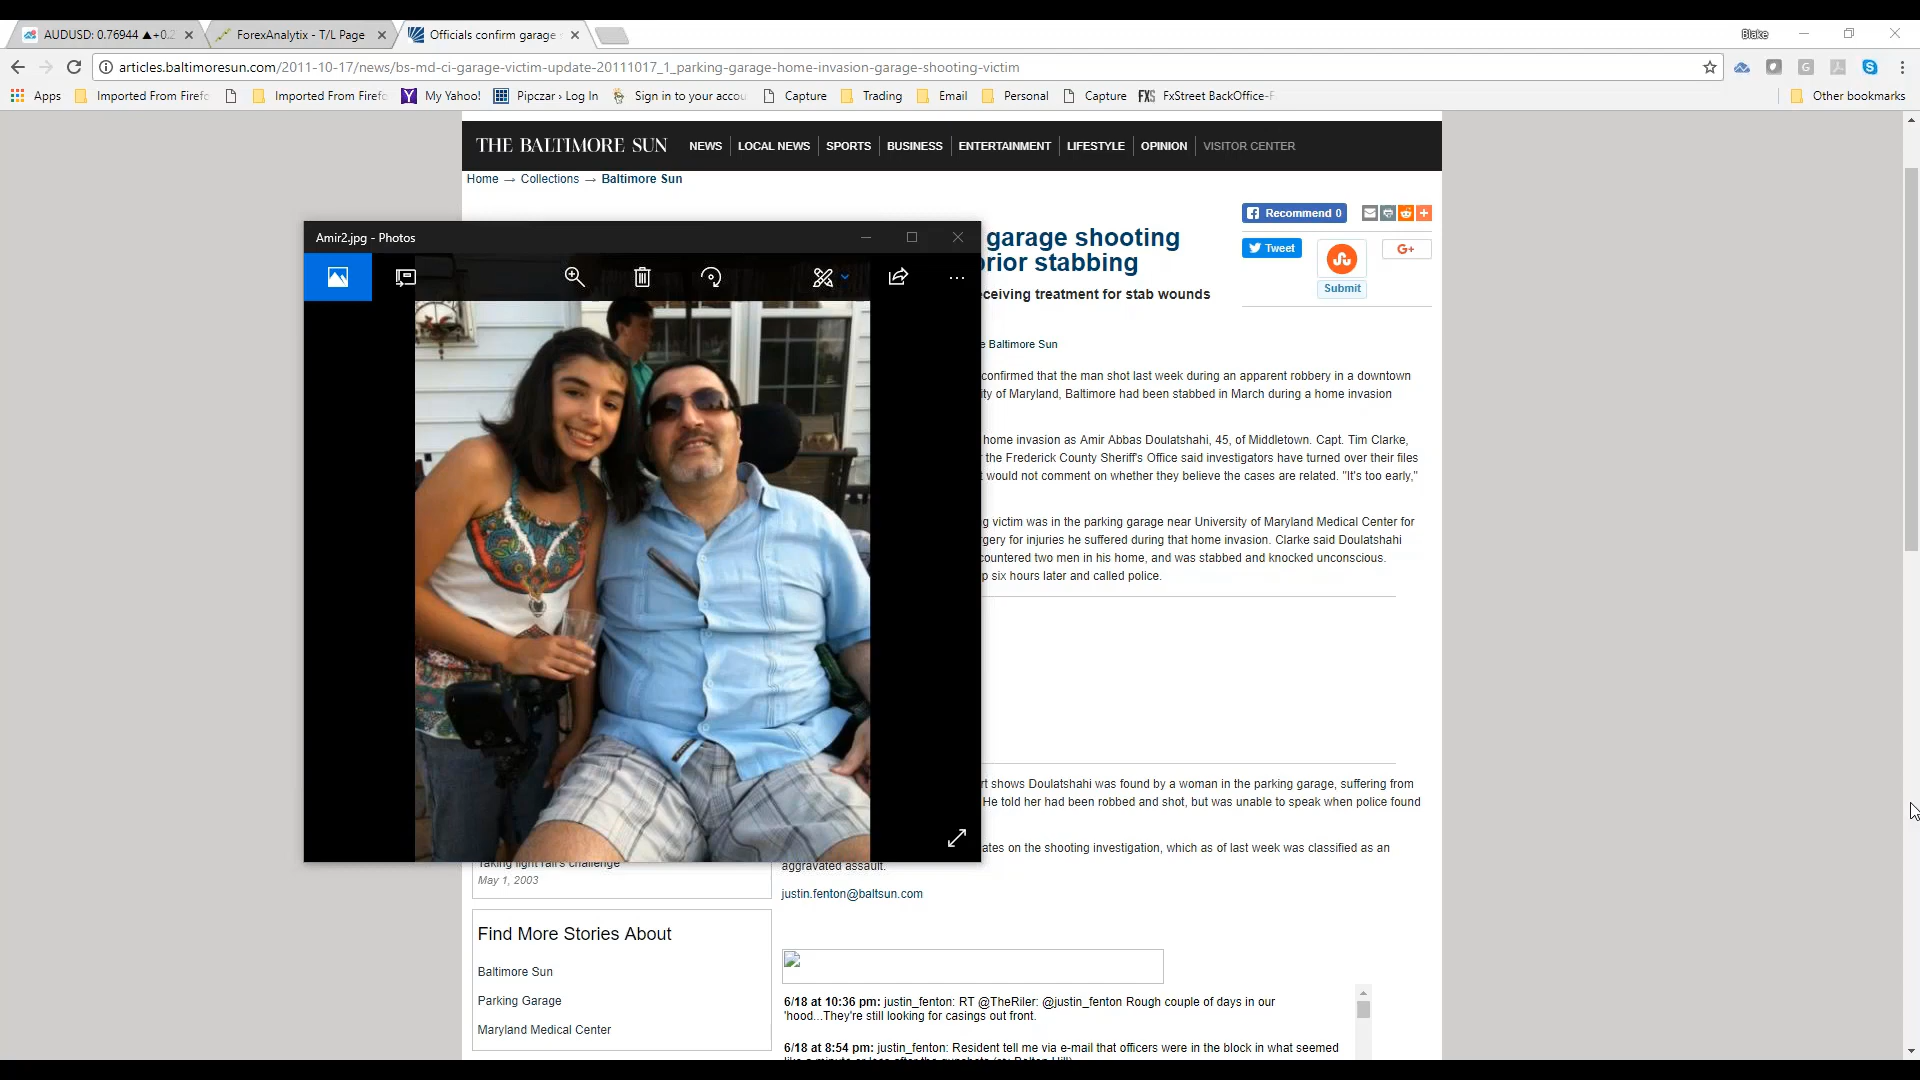 AUDUSD: 0.76944 ▲+0.2
ForexAnalytix - T/L Page
Officials confirm garage
Blake
articles.baltimoresun.com/2011-10-17/news/bs-md-ci-garage-victim-update-20111017_1_parking-garage-home-invasion-garage-shooting-victim
Apps
Imported From Firefo
Imported From Firefo
My Yahoo!
Pipczar › Log In
Sign in to your accou
Capture
Trading
Email
Personal
Capture
FXS FxStreet BackOffice-F
Other bookmarks
THE BALTIMORE SUN
NEWS
LOCAL NEWS
SPORTS
BUSINESS
ENTERTAINMENT
LIFESTYLE
OPINION
VISITOR CENTER
Home → Collections → Baltimore Sun
Recommend 0
Tweet
G+
Submit
Amir2.jpg - Photos
garage shooting
prior stabbing
eceiving treatment for stab wounds
e Baltimore Sun
confirmed that the man shot last week during an apparent robbery in a downtown
ity of Maryland, Baltimore had been stabbed in March during a home invasion
home invasion as Amir Abbas Doulatshahi, 45, of Middletown. Capt. Tim Clarke,
the Frederick County Sheriff's Office said investigators have turned over their files
t would not comment on whether they believe the cases are related. "It's too early,"
g victim was in the parking garage near University of Maryland Medical Center for
gery for injuries he suffered during that home invasion. Clarke said Doulatshahi
countered two men in his home, and was stabbed and knocked unconscious.
p six hours later and called police.
rt shows Doulatshahi was found by a woman in the parking garage, suffering from
He told her had been robbed and shot, but was unable to speak when police found
ates on the shooting investigation, which as of last week was classified as an
aggravated assault.
justin.fenton@baltsun.com
Taking light rail's challenge
May 1, 2003
Find More Stories About
Baltimore Sun
Parking Garage
Maryland Medical Center
6/18 at 10:36 pm: justin_fenton: RT @TheRiler: @justin_fenton Rough couple of days in our
'hood...They're still looking for casings out front.
6/18 at 8:54 pm: justin_fenton: Resident tell me via e-mail that officers were in the block in what seemed